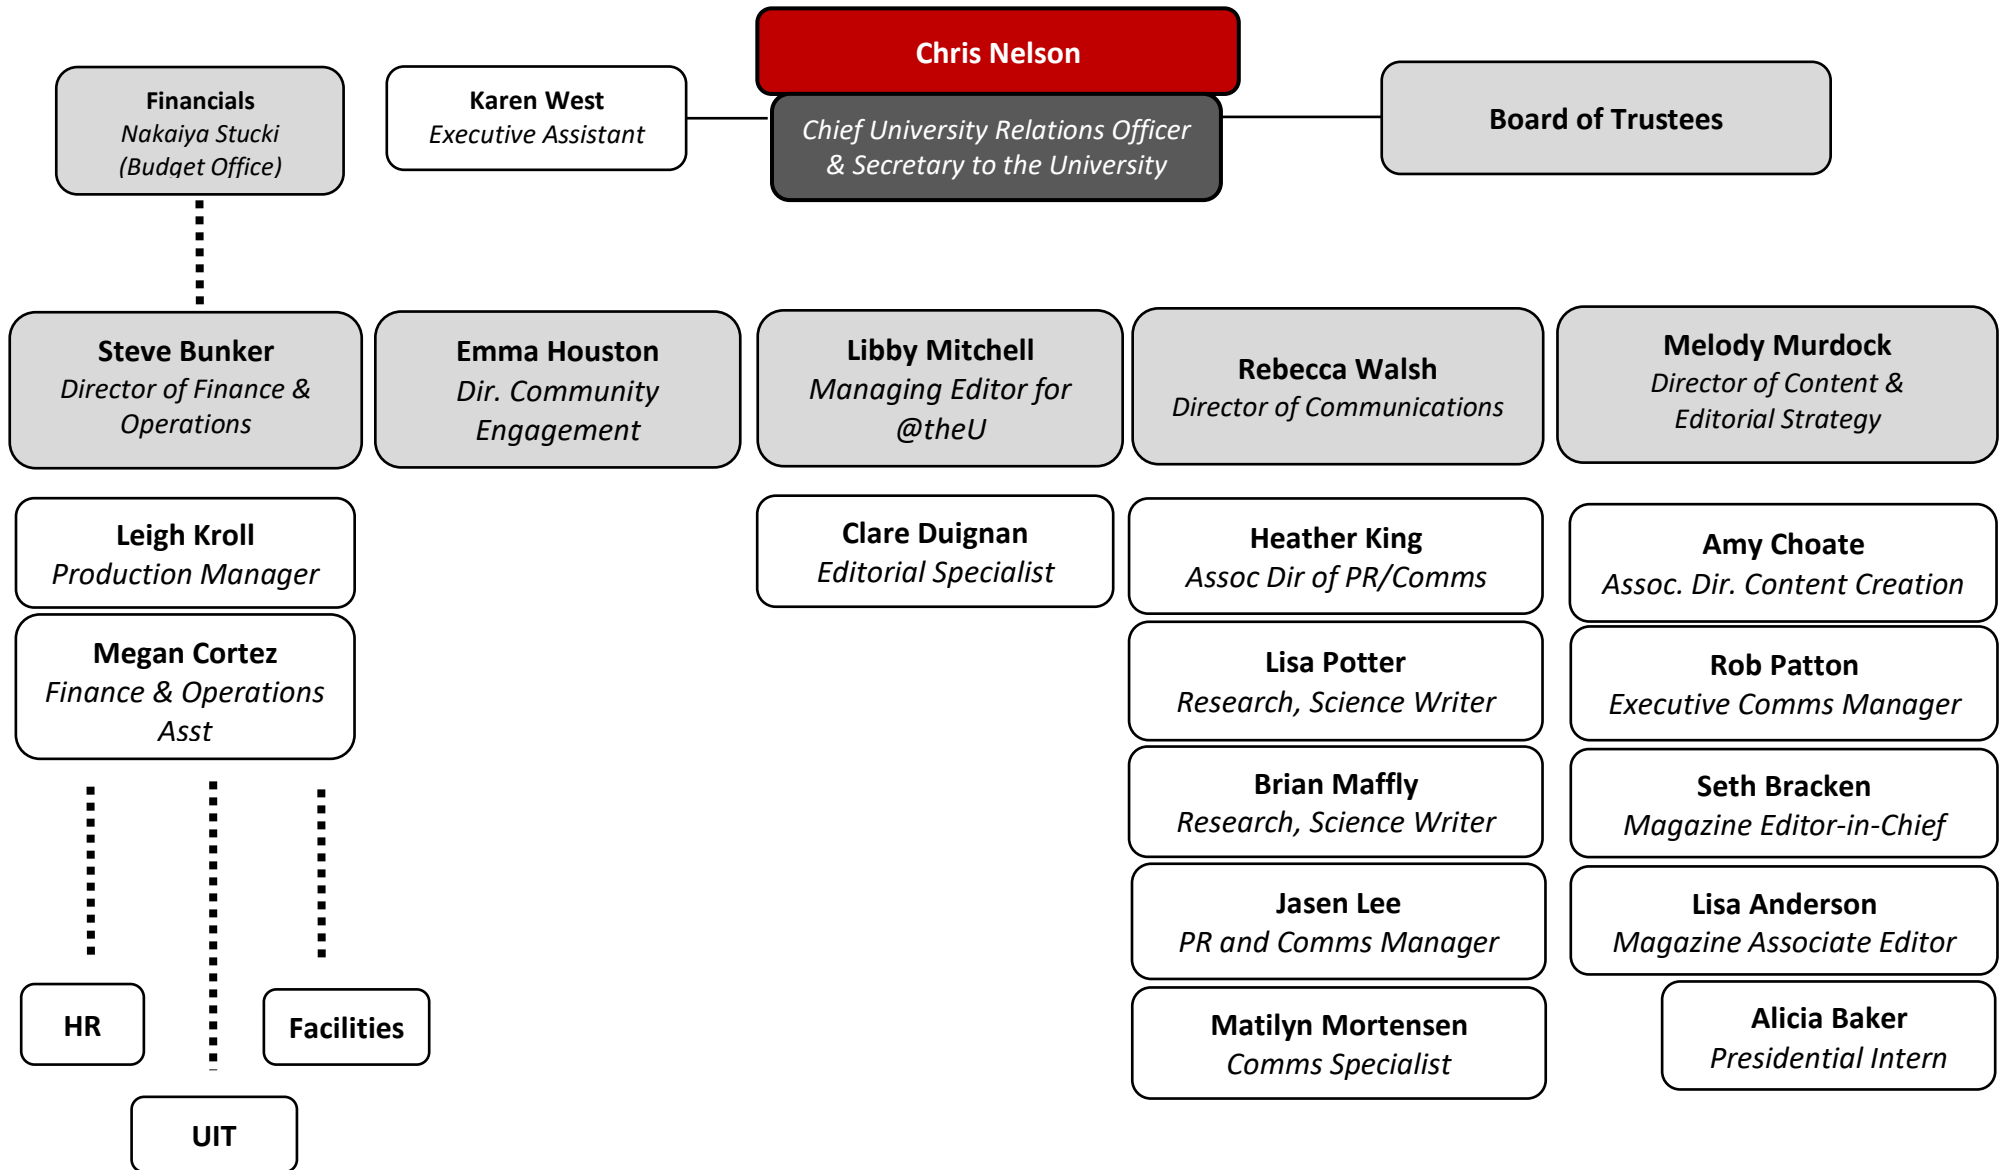 Chris Nelson
Chief University Relations Officer
& Secretary to the University
Financials
Nakaiya Stucki
(Budget Office)
Karen West
Executive Assistant
Board of Trustees
Steve Bunker
Director of Finance &
Operations
Emma Houston
Dir. Community
Engagement
Libby Mitchell
Managing Editor for
@theU
Rebecca Walsh
Director of Communications
Melody Murdock
Director of Content &
Editorial Strategy
Leigh Kroll
Production Manager
Megan Cortez
Finance & Operations
Asst
HR
Facilities
UIT
Clare Duignan
Editorial Specialist
Heather King
Assoc Dir of PR/Comms
Lisa Potter
Research, Science Writer
Brian Maffly
Research, Science Writer
Jasen Lee
PR and Comms Manager
Matilyn Mortensen
Comms Specialist
Amy Choate
Assoc. Dir. Content Creation
Rob Patton
Executive Comms Manager
Seth Bracken
Magazine Editor-in-Chief
Lisa Anderson
Magazine Associate Editor
Alicia Baker
Presidential Intern